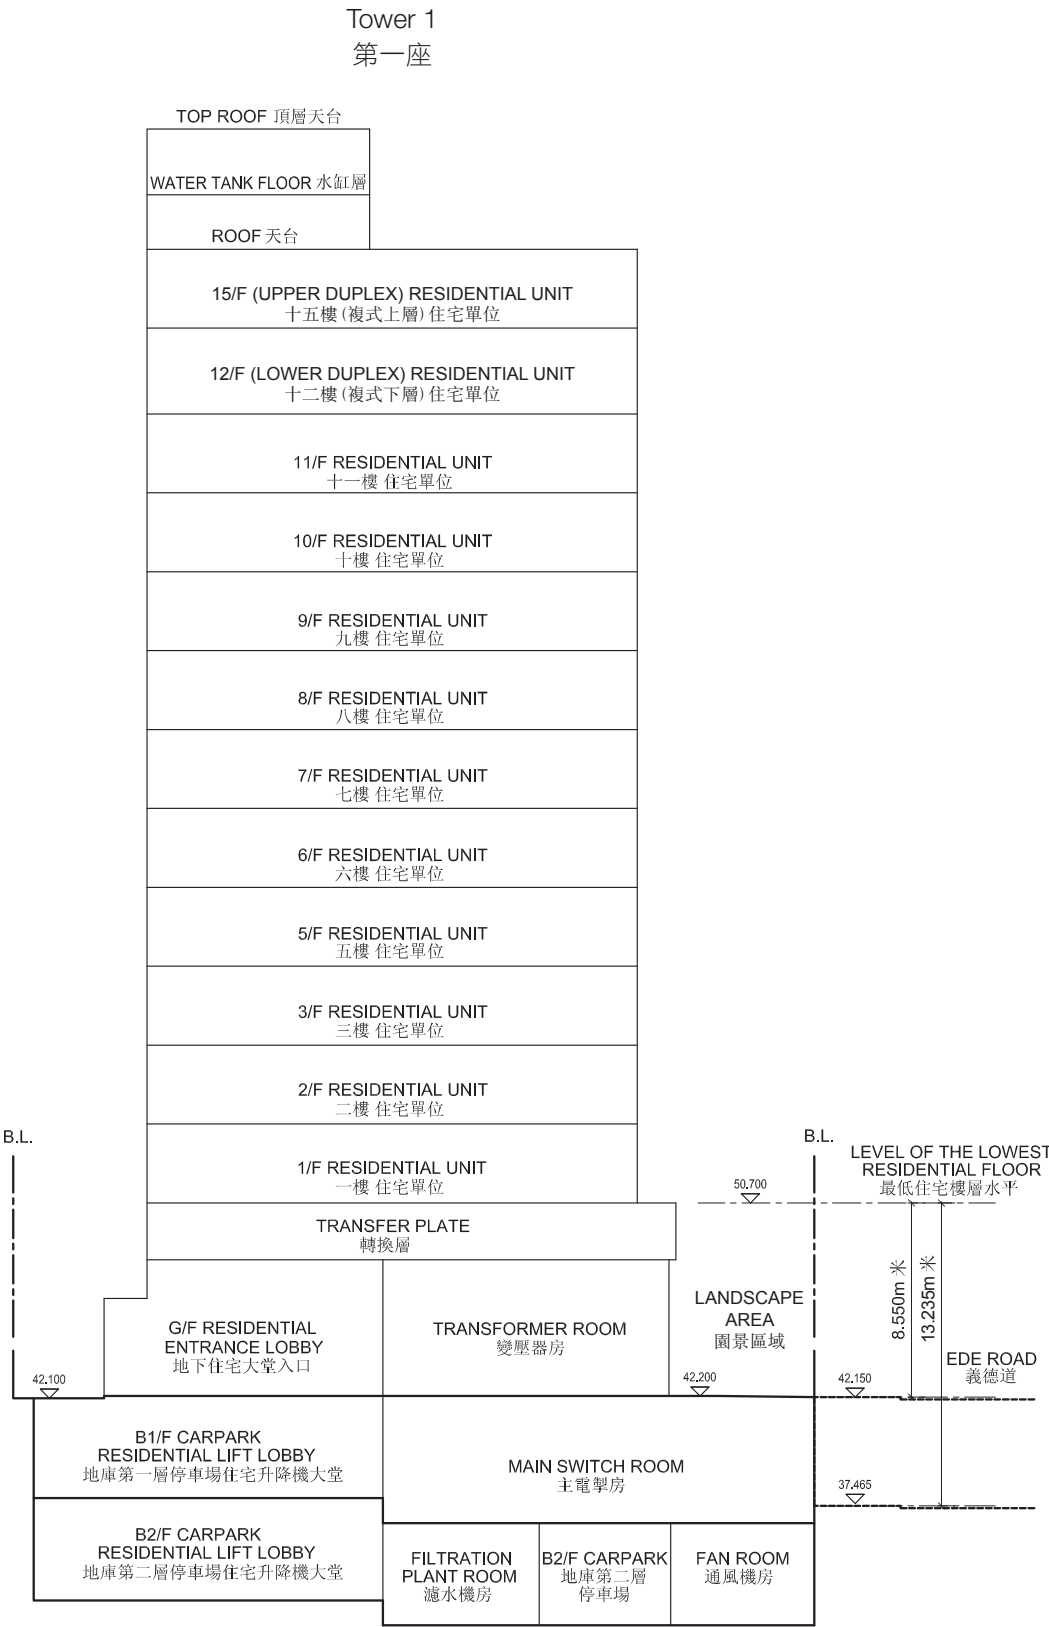 Tower 1
第一座
TOP ROOF 頂層天台
WATER TANK FLOOR 水缸層
ROOF 天台
15/F (UPPER DUPLEX) RESIDENTIAL UNIT
十五樓 (複式上層) 住宅單位
12/F (LOWER DUPLEX) RESIDENTIAL UNIT
十二樓 (複式下層) 住宅單位
11/F RESIDENTIAL UNIT
十一樓 住宅單位
10/F RESIDENTIAL UNIT
十樓 住宅單位
9/F RESIDENTIAL UNIT
九樓 住宅單位
8/F RESIDENTIAL UNIT
八樓 住宅單位
7/F RESIDENTIAL UNIT
七樓 住宅單位
6/F RESIDENTIAL UNIT
六樓 住宅單位
5/F RESIDENTIAL UNIT
五樓 住宅單位
3/F RESIDENTIAL UNIT
三樓 住宅單位
2/F RESIDENTIAL UNIT
二樓 住宅單位
B.L.
B.L.
1/F RESIDENTIAL UNIT
一樓 住宅單位
LEVEL OF THE LOWEST
RESIDENTIAL FLOOR
最低住宅樓層水平
50.700
TRANSFER PLATE
轉換層
8.550m 米
13.235m 米
G/F RESIDENTIAL
ENTRANCE LOBBY
地下住宅大堂入口
TRANSFORMER ROOM
變壓器房
LANDSCAPE
AREA
園景區域
EDE ROAD
義德道
42.100
42.200
42.150
B1/F CARPARK
RESIDENTIAL LIFT LOBBY
地庫第一層停車場住宅升降機大堂
MAIN SWITCH ROOM
主電掣房
37.465
B2/F CARPARK
RESIDENTIAL LIFT LOBBY
地庫第二層停車場住宅升降機大堂
FILTRATION
PLANT ROOM
濾水機房
B2/F CARPARK
地庫第二層
停車場
FAN ROOM
通風機房